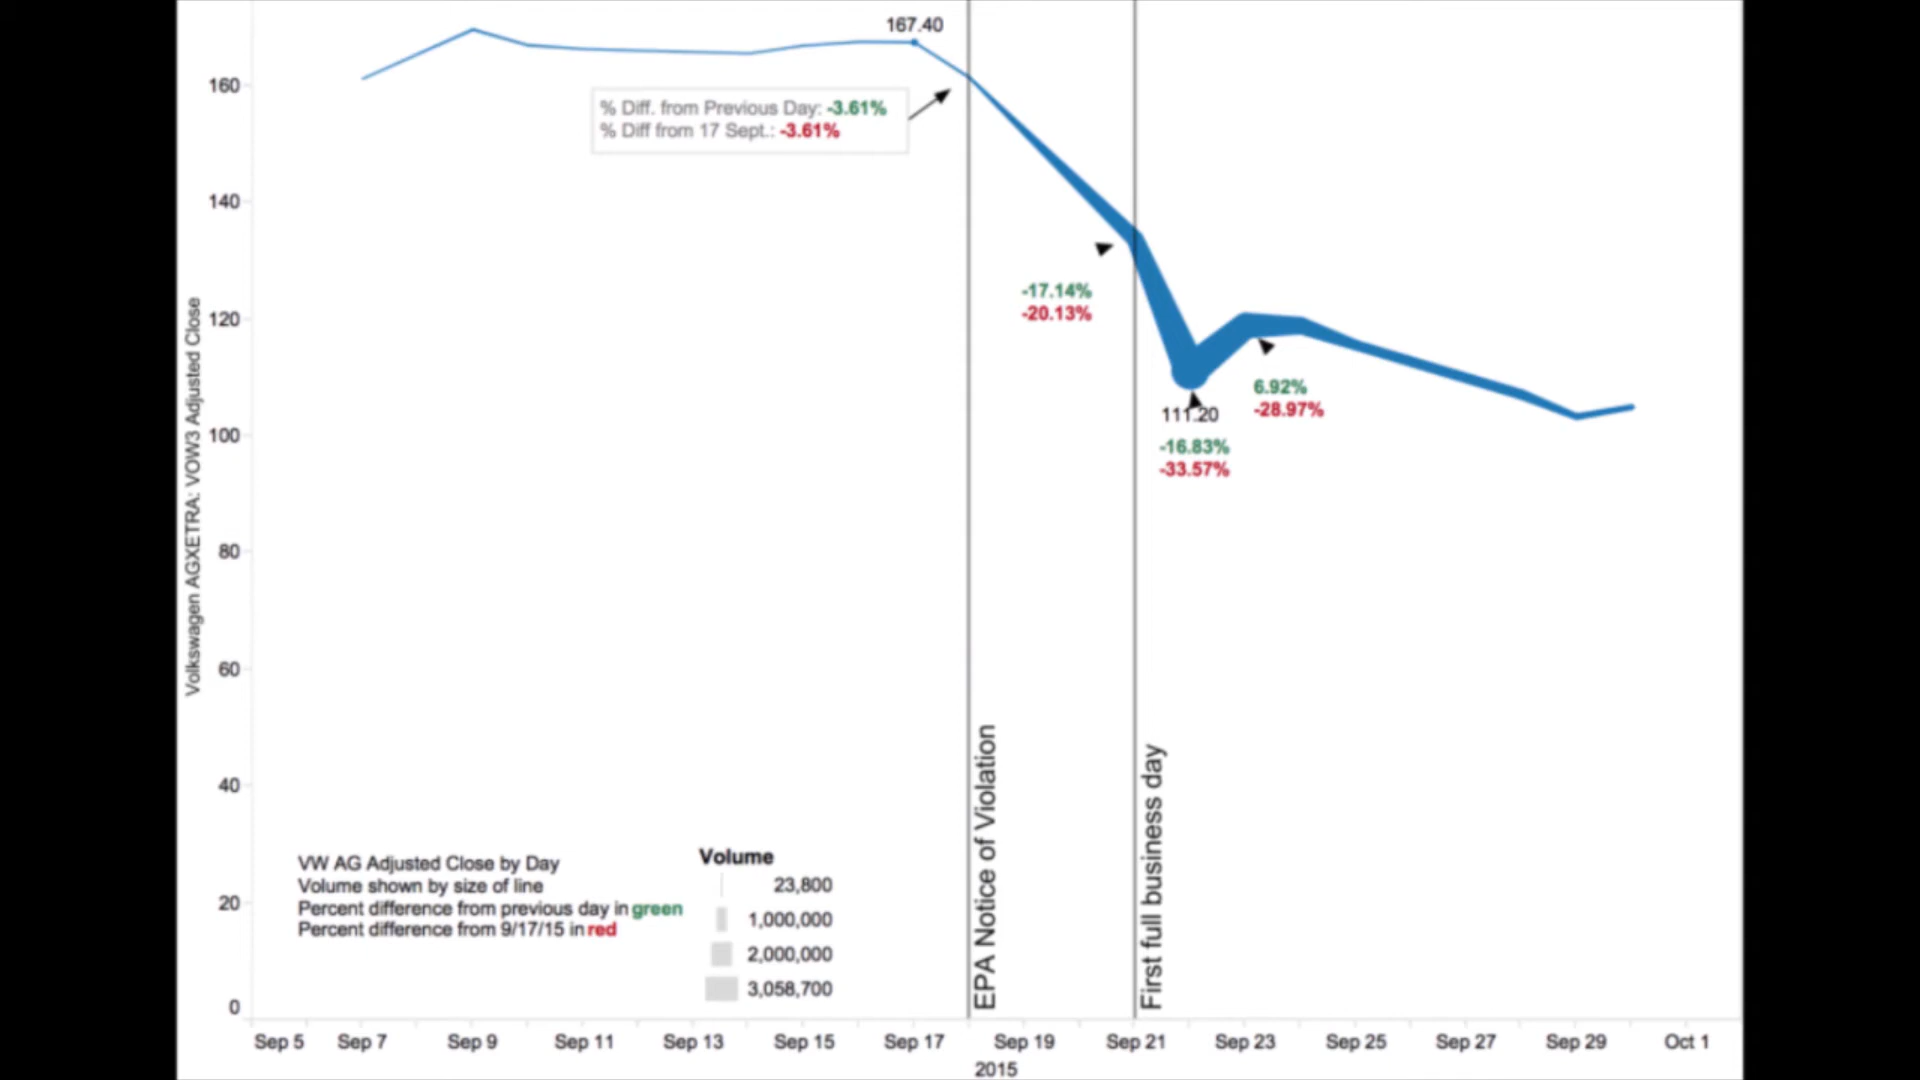 167.40
160
% Diff. from Previous Day: -3.61%
% Diff from 17 Sept.: -3.61%
140
-17.14%
-20.13%
120
6.92%
-28.97%
111.20
-16.83%
-33.57%
100
80
60
40
20
0
Volkswagen AGXETRA: VOW3 Adjusted Close
EPA Notice of Violation
First full business day
VW AG Adjusted Close by Day
Volume shown by size of line
Percent difference from previous day in green
Percent difference from 9/17/15 in red
Volume
23,800
1,000,000
2,000,000
3,058,700
Sep 5 Sep 7 Sep 9 Sep 11 Sep 13 Sep 15 Sep 17 Sep 19 Sep 21 Sep 23 Sep 25 Sep 27 Sep 29 Oct 1
2015